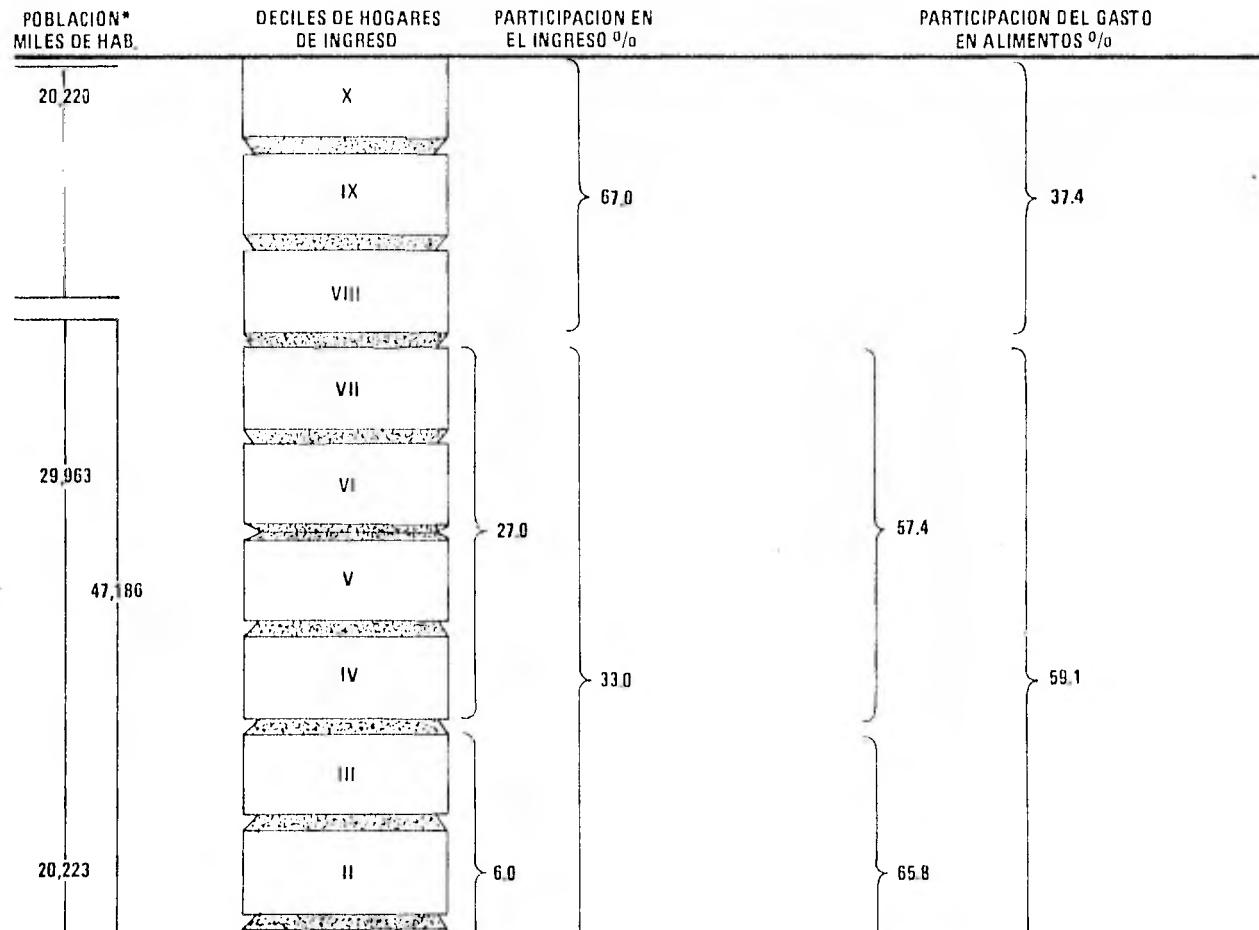 POBLACION*
MILES DE HAB.
DECILES DE HOGARES
DE INGRESO
PARTICIPACION EN
EL INGRESO %
PARTICIPACION DEL GASTO
EN ALIMENTOS %
20,220
X
IX
67.0
37.4
VIII
VII
29,963
VI
27.0
57.4
V
47,186
IV
33.0
59.1
III
20,223
II
6.0
65.8